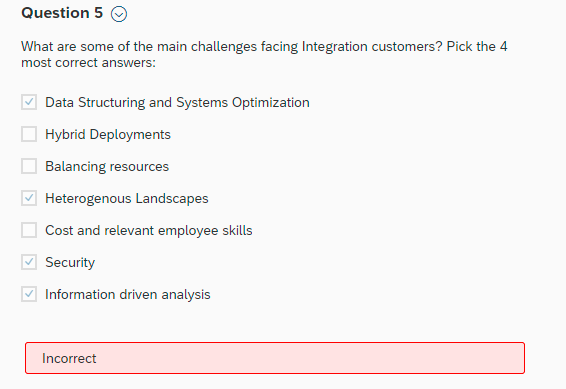 Question 5
What are some of the main challenges facing Integration customers? Pick the 4
most correct answers:
Data Structuring and Systems Optimization
Hybrid Deployments
Balancing resources
Heterogenous Landscapes
Cost and relevant employee skills
Security
Information driven analysis
Incorrect